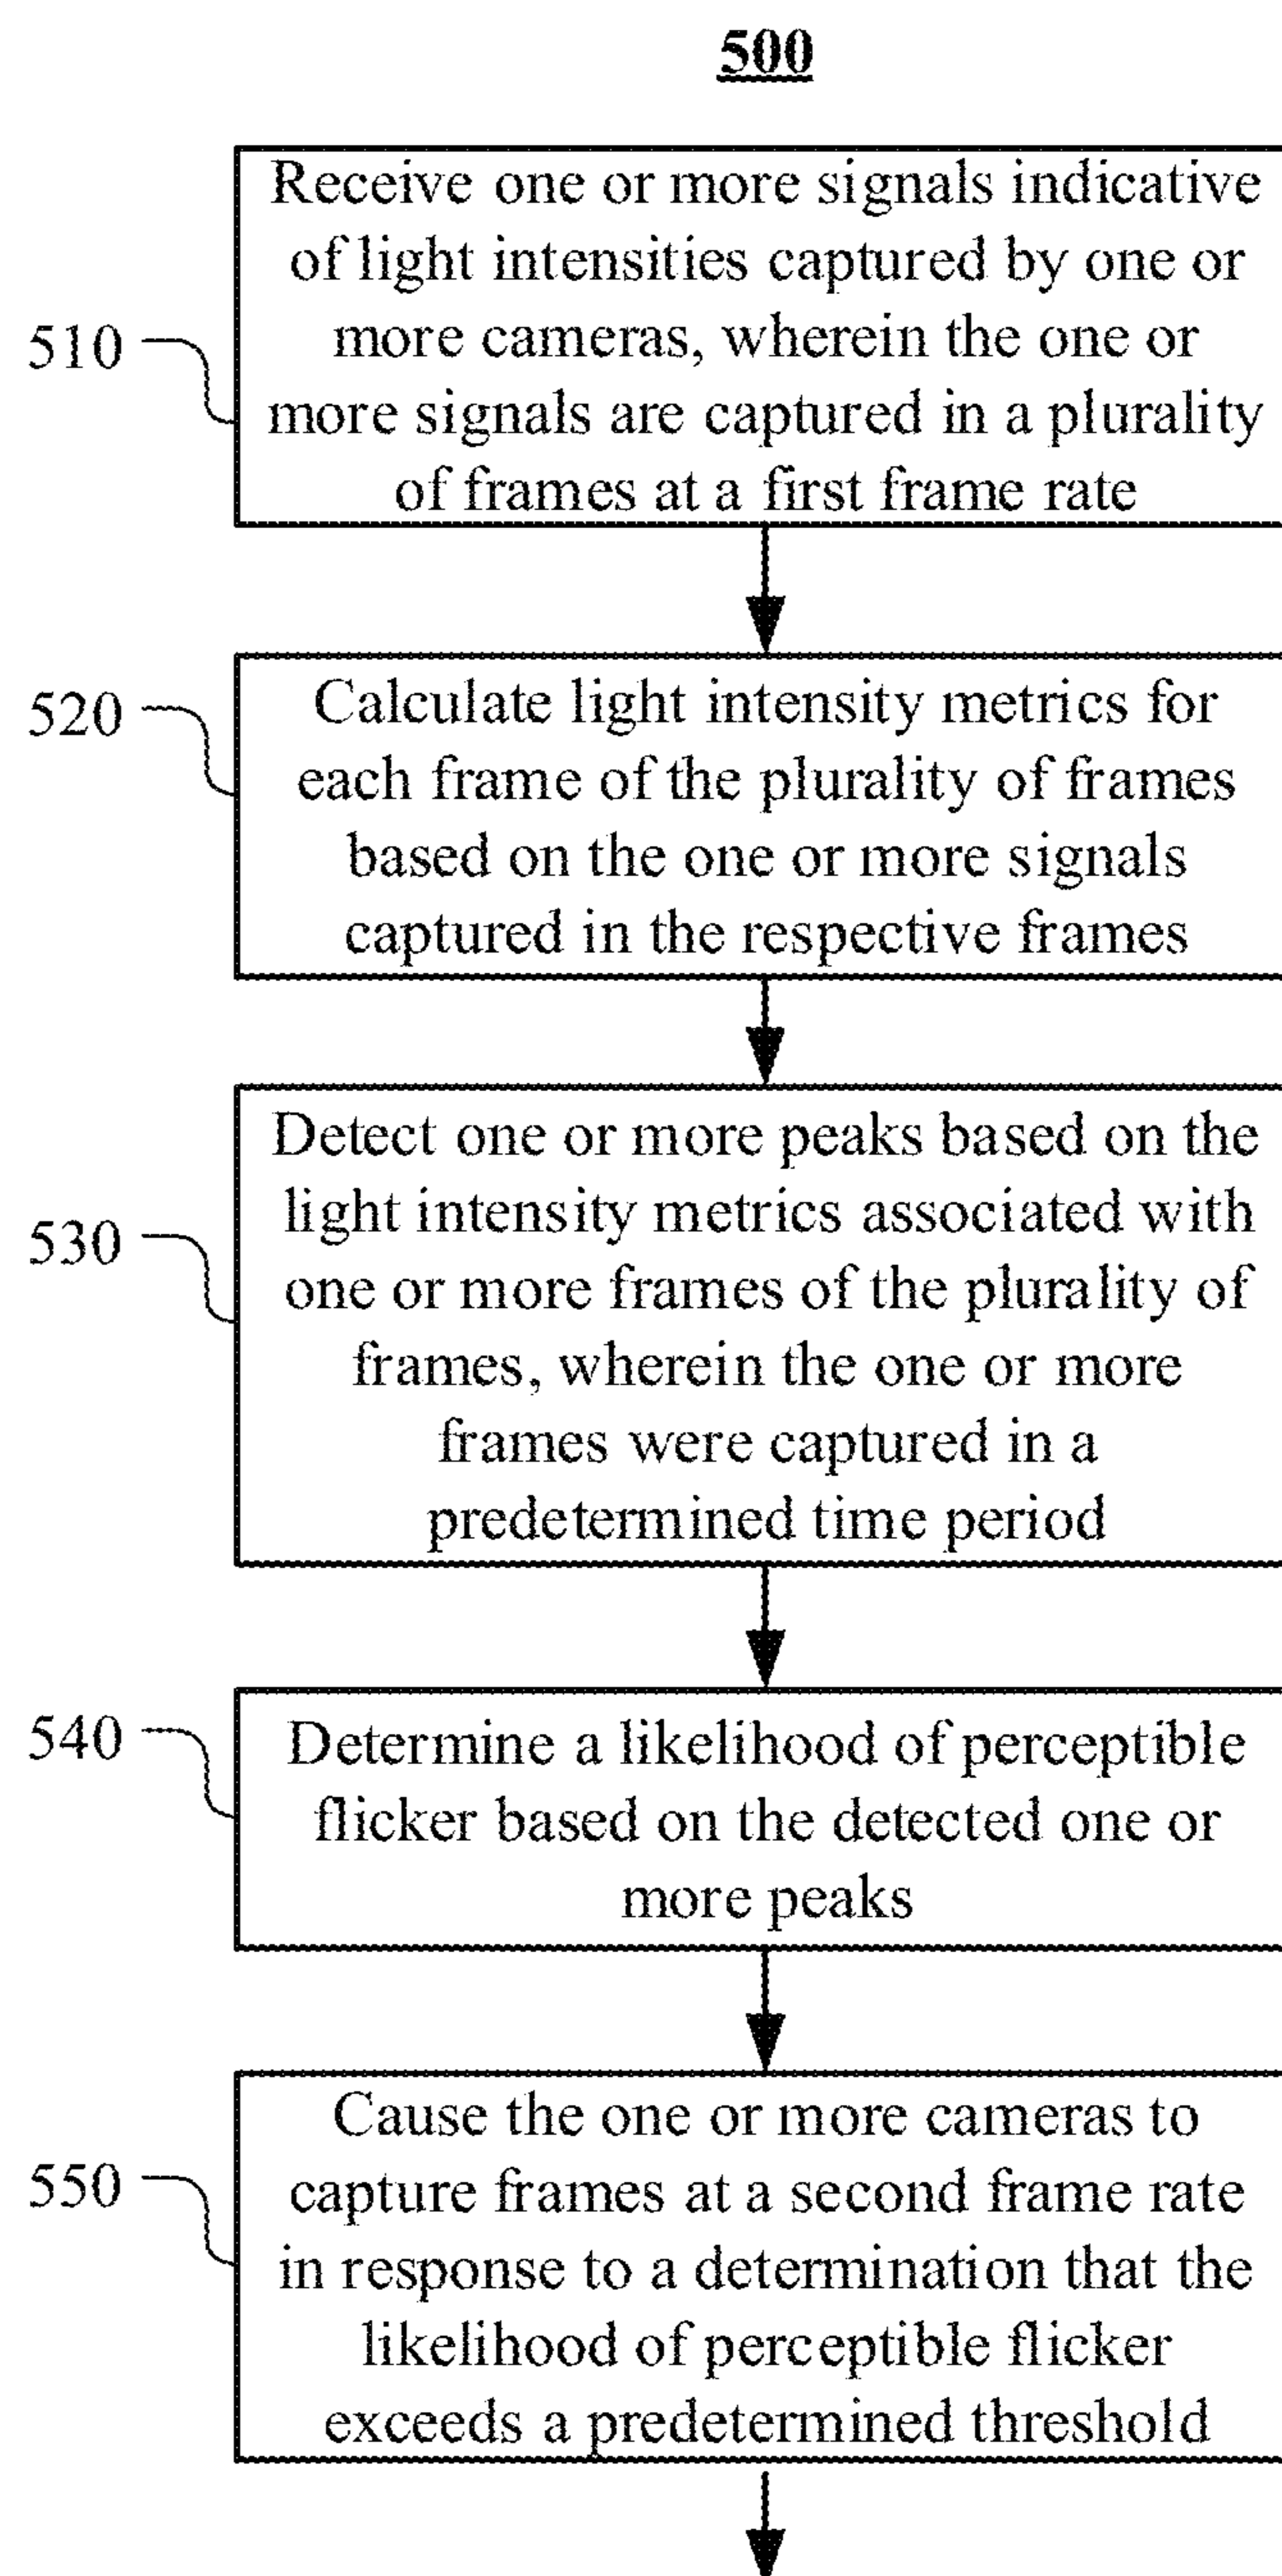 500
Receive one or more signals indicative
of light intensities captured by one or
more cameras, wherein the one or
more signals are captured in a plurality
of frames at a first frame rate
510
Calculate light intensity metrics for
each frame of the plurality of frames
based on the one or more signals
captured in the respective frames
520
Detect one or more peaks based on the
light intensity metrics associated with
one or more frames of the plurality of
frames, wherein the one or more
frames were captured in a
predetermined time period
530
Determine a likelihood of perceptible
flicker based on the detected one or
more peaks
540
Cause the one or more cameras to
capture frames at a second frame rate
in response to a determination that the
likelihood of perceptible flicker
exceeds a predetermined threshold
550